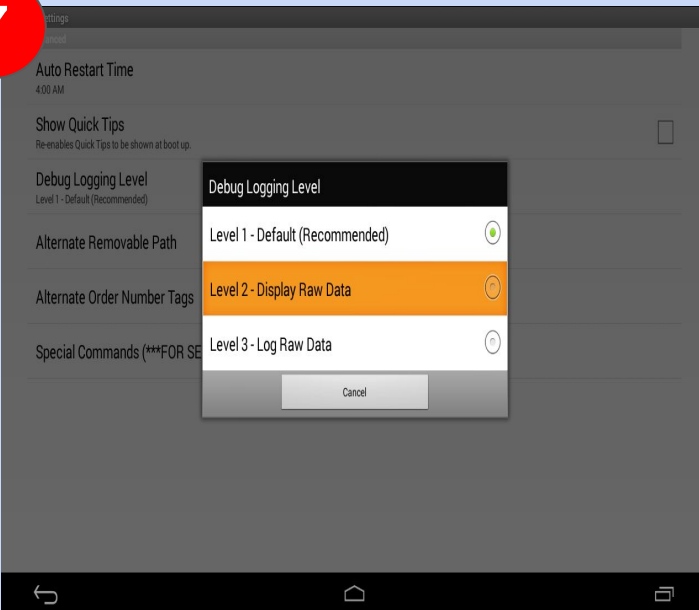 ettings
Auto Restart Time
4:00 AM
Show Quick Tips
Re-enables Quick Tips to be shown at boot up.
Debug Logging Level
Level 1 - Default (Recommended)
Alternate Removable Path
Alternate Order Number Tags
Special Commands (***FOR SE
Debug Logging Level
Level 1 - Default (Recommended)
Level 2 - Display Raw Data
Level 3 - Log Raw Data
Cancel